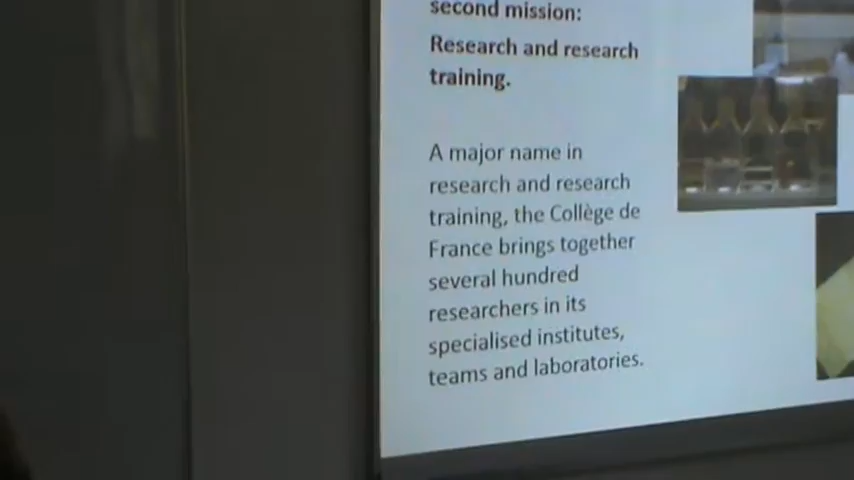 second mission:
Research and research
training.
A major name in
research and research
training, the Collège de
France brings together
several hundred
researchers in its
specialised institutes,
teams and laboratories.